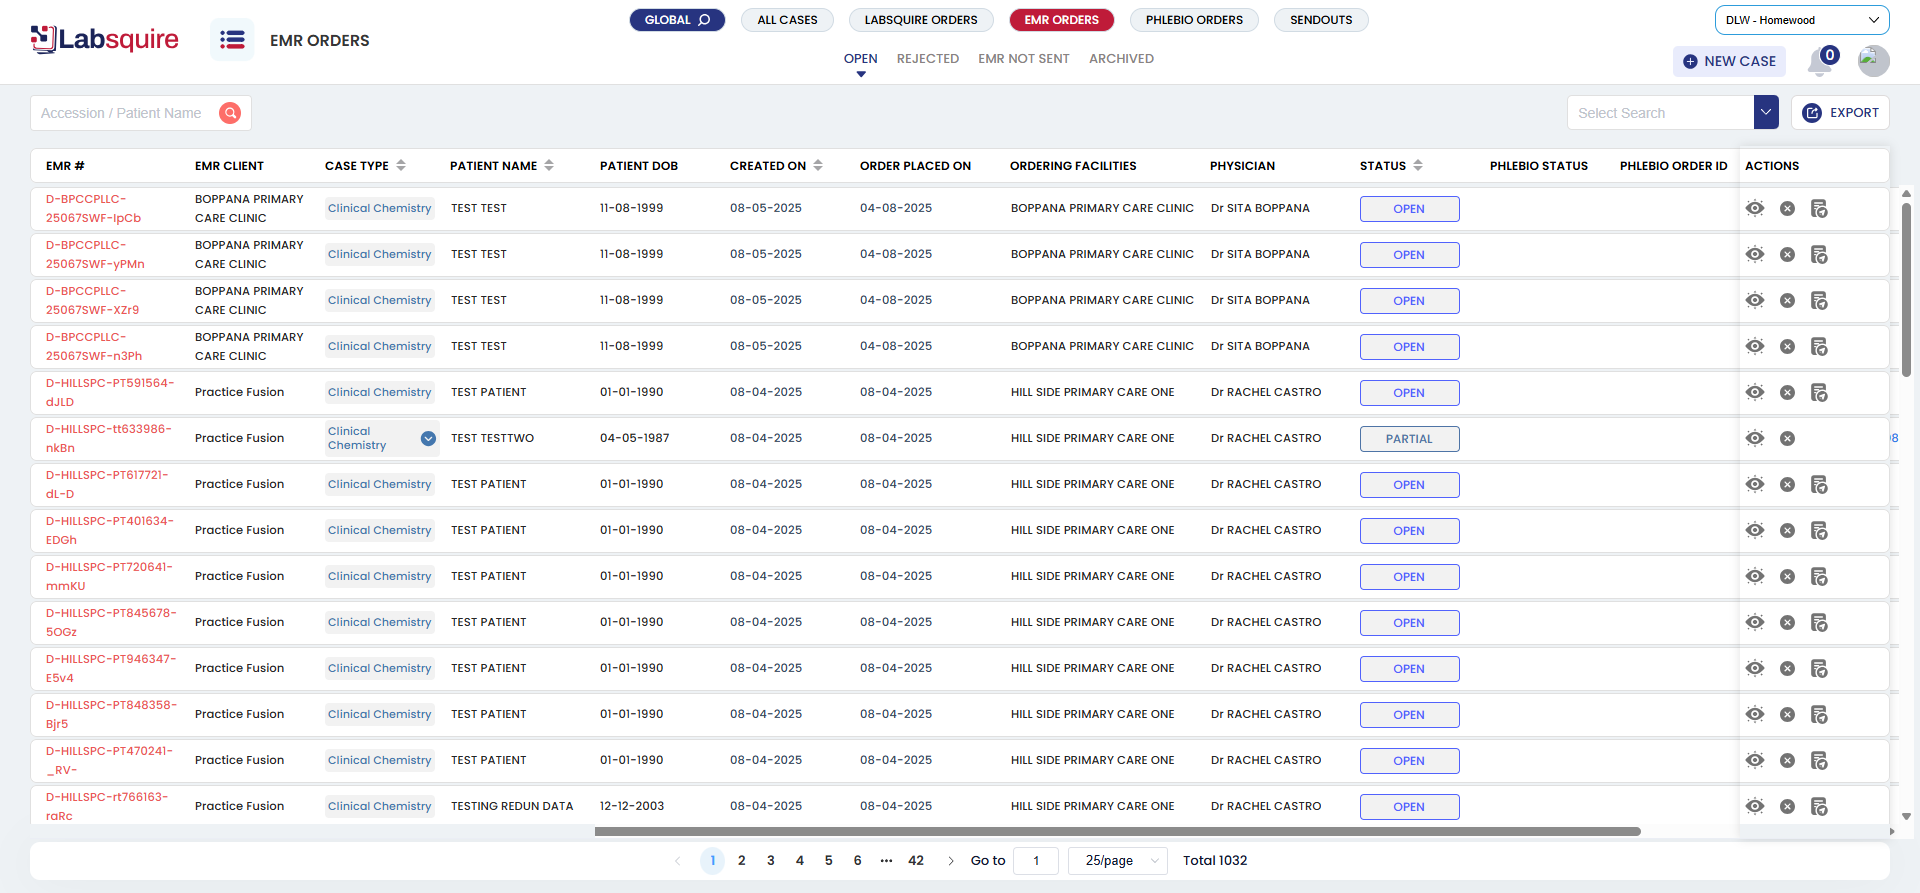 Labsquire
EMR ORDERS
GLOBAL
ALL CASES
LABSQUIRE ORDERS
EMR ORDERS
PHLEBIO ORDERS
SENDOUTS
DLW - Homewood
OPEN
REJECTED
EMR NOT SENT
ARCHIVED
NEW CASE
0
Accession / Patient Name
Select Search
EXPORT
EMR # EMR CLIENT CASE TYPE PATIENT NAME PATIENT DOB CREATED ON ORDER PLACED ON ORDERING FACILITIES PHYSICIAN STATUS PHLEBIO STATUS PHLEBIO ORDER ID ACTIONS
D-BPCCPLLC-25067SWF-IpCb BOPPANA PRIMARY CARE CLINIC Clinical Chemistry TEST TEST 11-08-1999 08-05-2025 04-08-2025 BOPPANA PRIMARY CARE CLINIC Dr SITA BOPPANA OPEN
D-BPCCPLLC-25067SWF-yPMn BOPPANA PRIMARY CARE CLINIC Clinical Chemistry TEST TEST 11-08-1999 08-05-2025 04-08-2025 BOPPANA PRIMARY CARE CLINIC Dr SITA BOPPANA OPEN
D-BPCCPLLC-25067SWF-XZr9 BOPPANA PRIMARY CARE CLINIC Clinical Chemistry TEST TEST 11-08-1999 08-05-2025 04-08-2025 BOPPANA PRIMARY CARE CLINIC Dr SITA BOPPANA OPEN
D-BPCCPLLC-25067SWF-n3Ph BOPPANA PRIMARY CARE CLINIC Clinical Chemistry TEST TEST 11-08-1999 08-05-2025 04-08-2025 BOPPANA PRIMARY CARE CLINIC Dr SITA BOPPANA OPEN
D-HILLSPC-PT591564-dJLD Practice Fusion Clinical Chemistry TEST PATIENT 01-01-1990 08-04-2025 08-04-2025 HILL SIDE PRIMARY CARE ONE Dr RACHEL CASTRO OPEN
D-HILLSPC-tt633986-nkBn Practice Fusion Clinical Chemistry TEST TESTTWO 04-05-1987 08-04-2025 08-04-2025 HILL SIDE PRIMARY CARE ONE Dr RACHEL CASTRO PARTIAL
D-HILLSPC-PT617721-dL-D Practice Fusion Clinical Chemistry TEST PATIENT 01-01-1990 08-04-2025 08-04-2025 HILL SIDE PRIMARY CARE ONE Dr RACHEL CASTRO OPEN
D-HILLSPC-PT401634-EDGh Practice Fusion Clinical Chemistry TEST PATIENT 01-01-1990 08-04-2025 08-04-2025 HILL SIDE PRIMARY CARE ONE Dr RACHEL CASTRO OPEN
D-HILLSPC-PT720641-mmKU Practice Fusion Clinical Chemistry TEST PATIENT 01-01-1990 08-04-2025 08-04-2025 HILL SIDE PRIMARY CARE ONE Dr RACHEL CASTRO OPEN
D-HILLSPC-PT845678-5OGz Practice Fusion Clinical Chemistry TEST PATIENT 01-01-1990 08-04-2025 08-04-2025 HILL SIDE PRIMARY CARE ONE Dr RACHEL CASTRO OPEN
D-HILLSPC-PT946347-E5v4 Practice Fusion Clinical Chemistry TEST PATIENT 01-01-1990 08-04-2025 08-04-2025 HILL SIDE PRIMARY CARE ONE Dr RACHEL CASTRO OPEN
D-HILLSPC-PT848358-Bjr5 Practice Fusion Clinical Chemistry TEST PATIENT 01-01-1990 08-04-2025 08-04-2025 HILL SIDE PRIMARY CARE ONE Dr RACHEL CASTRO OPEN
D-HILLSPC-PT470241-_RV- Practice Fusion Clinical Chemistry TEST PATIENT 01-01-1990 08-04-2025 08-04-2025 HILL SIDE PRIMARY CARE ONE Dr RACHEL CASTRO OPEN
D-HILLSPC-rt766163-raRc Practice Fusion Clinical Chemistry TESTING REDUN DATA 12-12-2003 08-04-2025 08-04-2025 HILL SIDE PRIMARY CARE ONE Dr RACHEL CASTRO OPEN
1 2 3 4 5 6 ••• 42 Go to 1 25/page Total 1032